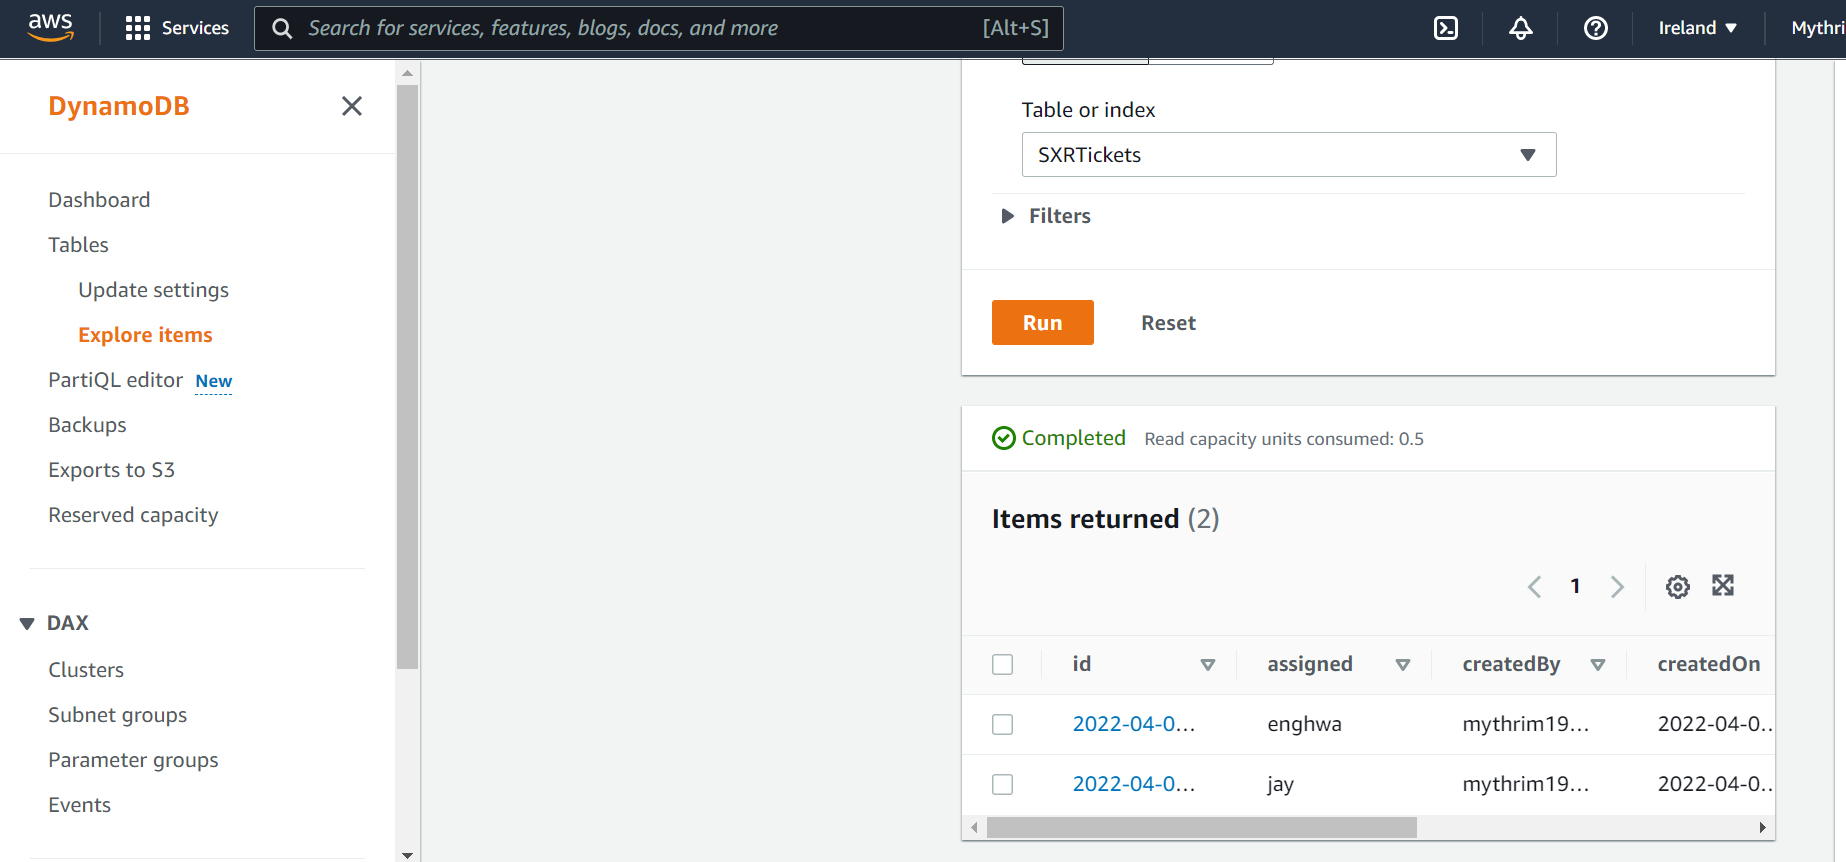 aws
Services
Search for services, features, blogs, docs, and more
[Alt+S]
Ireland
Mythri
DynamoDB
Dashboard
Tables
Update settings
Explore items
PartiQL editor New
Backups
Exports to S3
Reserved capacity
DAX
Clusters
Subnet groups
Parameter groups
Events
Table or index
SXRTickets
Filters
Run Reset
Completed Read capacity units consumed: 0.5
Items returned (2)
1
id assigned createdBy createdOn
2022-04-0... enghwa mythrim19... 2022-04-0..
2022-04-0... jay mythrim19... 2022-04-0..